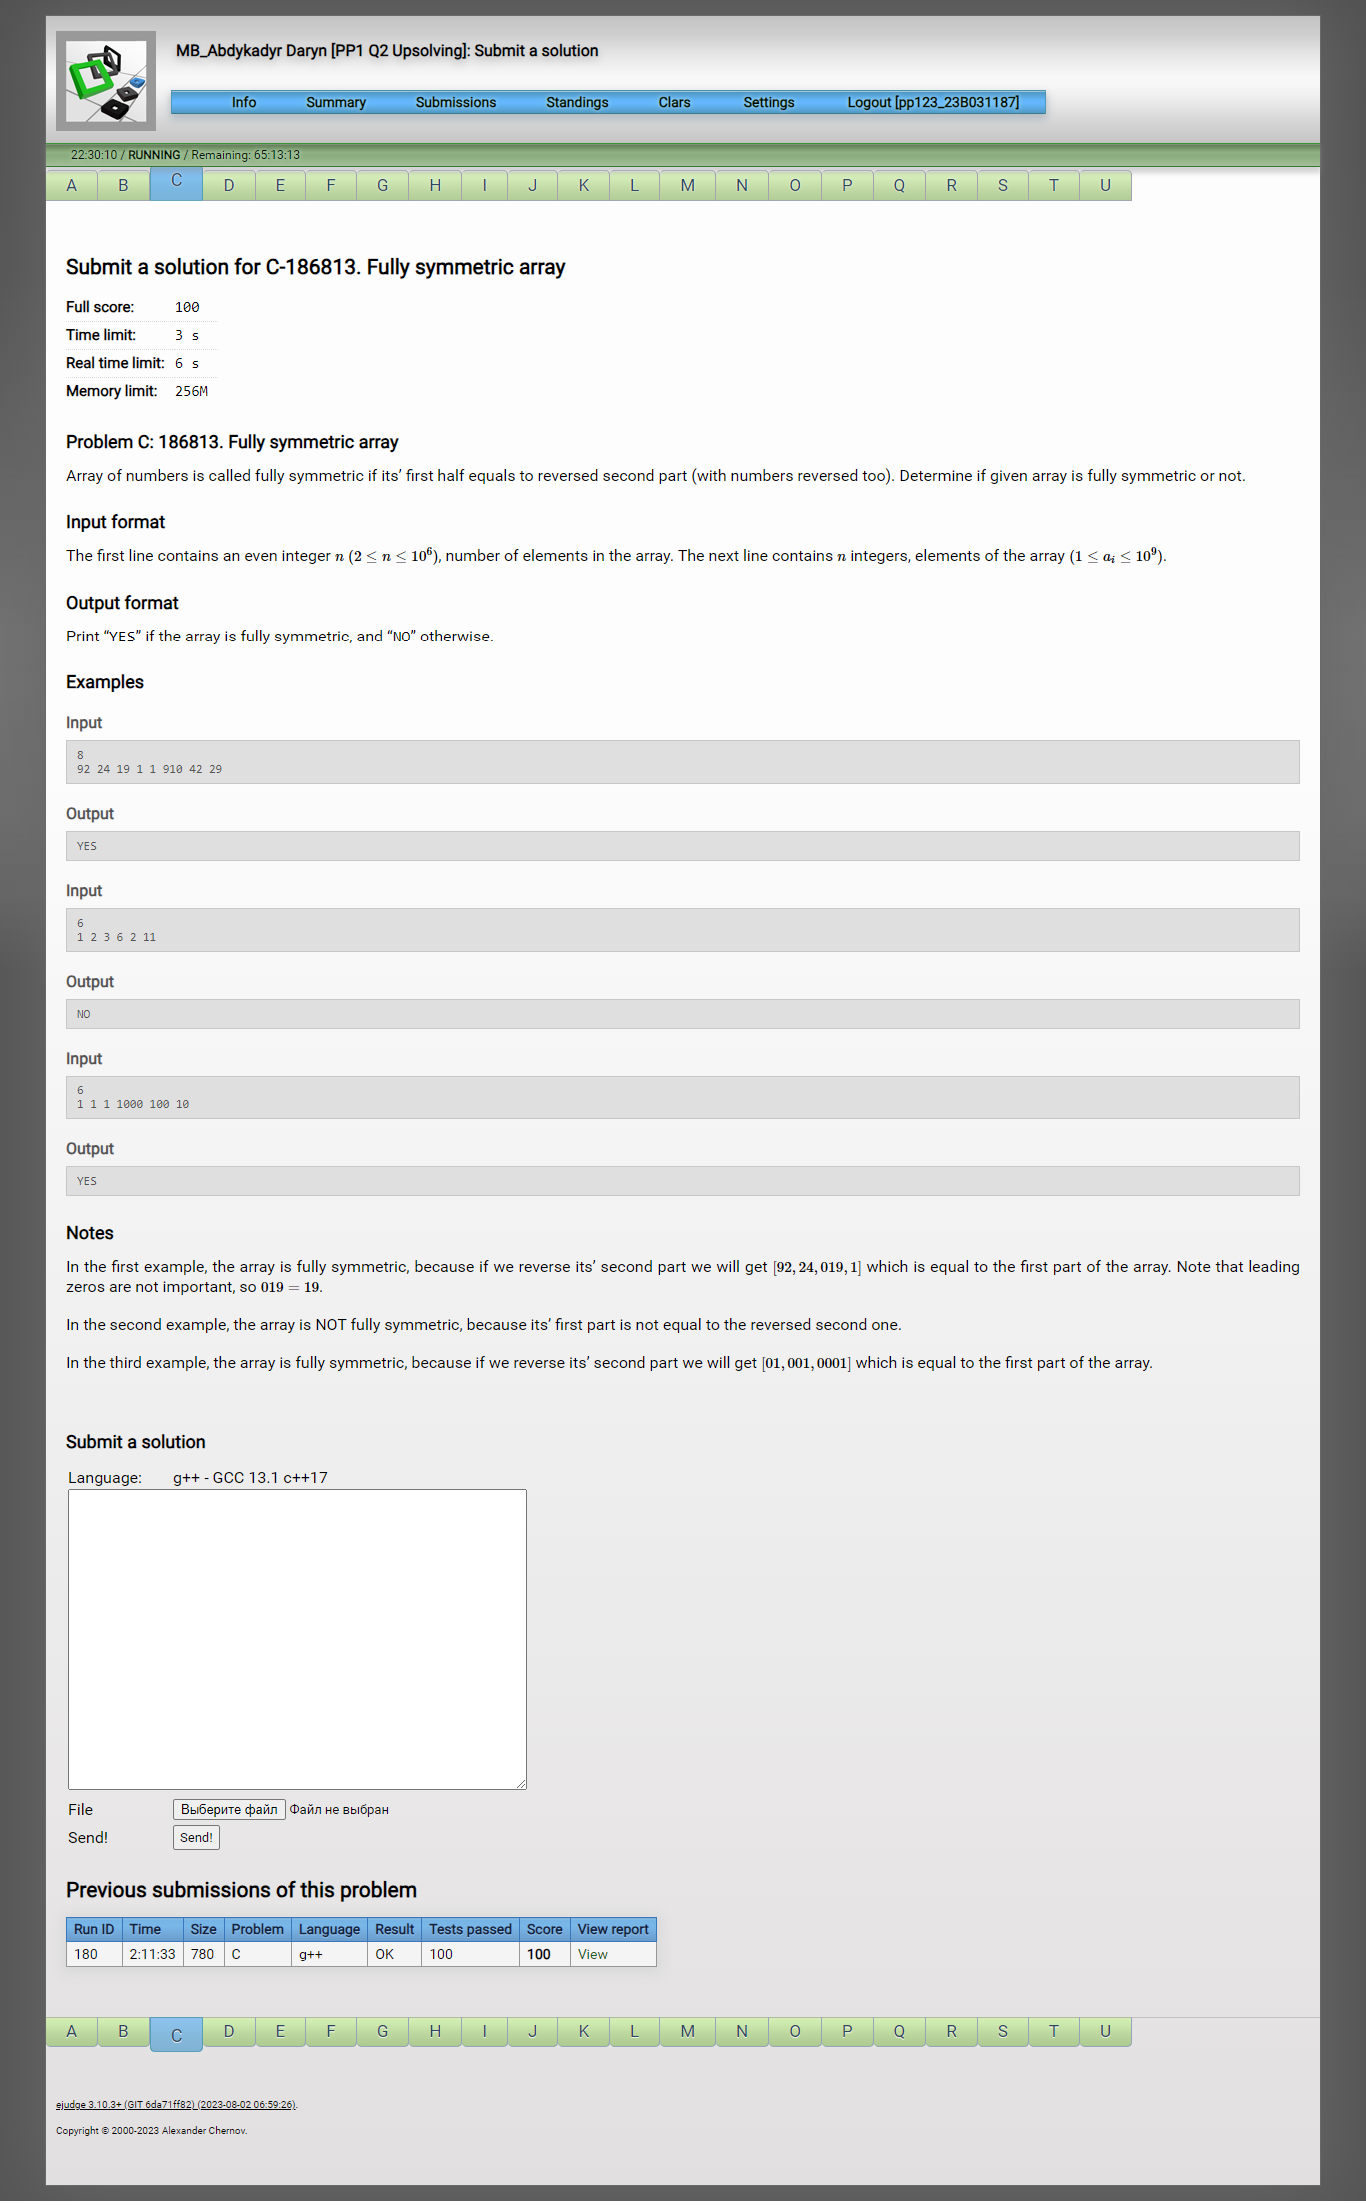 MB_Abdykadyr Daryn [PP1 Q2 Upsolving]: Submit a solution
Info Summary Submissions Standings Clars Settings Logout [pp123_23B031187]
22:30:10 / RUNNING / Remaining: 65:13:13
A B C D E F G H I J K L M N O P Q R S T U
Submit a solution for C-186813. Fully symmetric array
Full score: 100
Time limit: 3 s
Real time limit: 6 s
Memory limit: 256M
Problem C: 186813. Fully symmetric array
Array of numbers is called fully symmetric if its’ first half equals to reversed second part (with numbers reversed too). Determine if given array is fully symmetric or not.
Input format
The first line contains an even integer n (2 ≤ n ≤ 10⁶), number of elements in the array. The next line contains n integers, elements of the array (1 ≤ aᵢ ≤ 10⁹).
Output format
Print “YES” if the array is fully symmetric, and “NO” otherwise.
Examples
Input
8
92 24 19 1 1 910 42 29
Output
YES
Input
6
1 2 3 6 2 11
Output
NO
Input
6
1 1 1 1000 100 10
Output
YES
Notes
In the first example, the array is fully symmetric, because if we reverse its’ second part we will get [92, 24, 019, 1] which is equal to the first part of the array. Note that leading
zeros are not important, so 019 = 19.
In the second example, the array is NOT fully symmetric, because its’ first part is not equal to the reversed second one.
In the third example, the array is fully symmetric, because if we reverse its’ second part we will get [01, 001, 0001] which is equal to the first part of the array.
Submit a solution
Language: g++ - GCC 13.1 c++17
File Выберите файл Файл не выбран
Send! Send!
Previous submissions of this problem
Run ID Time Size Problem Language Result Tests passed Score View report
180 2:11:33 780 C g++ OK 100 100 View
A B C D E F G H I J K L M N O P Q R S T U
ejudge 3.10.3+ (GIT 6da71ff82) (2023-08-02 06:59:26).
Copyright © 2000-2023 Alexander Chernov.